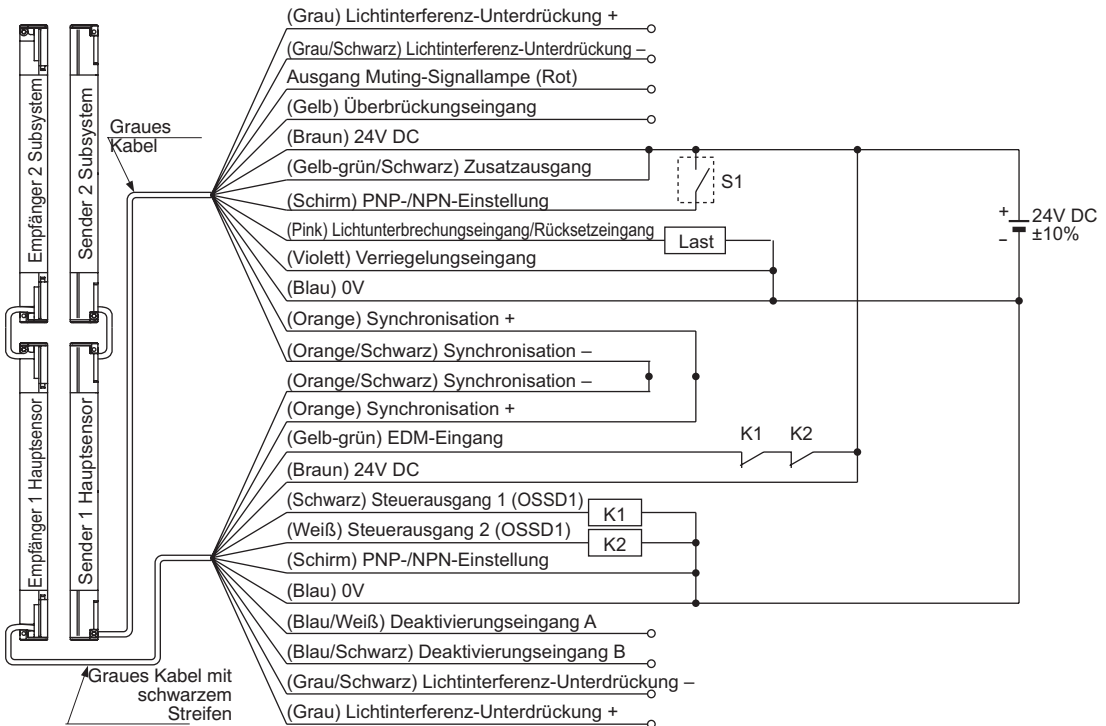 Empfänger 2 Subsystem
Sender 2 Subsystem
Empfänger 1 Hauptsensor
Sender 1 Hauptsensor
Graues
Kabel
(Grau) Lichtinterferenz-Unterdrückung +
(Grau/Schwarz) Lichtinterferenz-Unterdrückung –
Ausgang Muting-Signallampe (Rot)
(Gelb) Überbrückungseingang
(Braun) 24V DC
(Gelb-grün/Schwarz) Zusatzausgang
S1
(Schirm) PNP-/NPN-Einstellung
+
24V DC
–
±10%
(Pink) Lichtunterbrechungseingang/Rücksetzeingang
Last
(Violett) Verriegelungseingang
(Blau) 0V
(Orange) Synchronisation +
(Orange/Schwarz) Synchronisation –
(Orange/Schwarz) Synchronisation –
(Orange) Synchronisation +
(Gelb-grün) EDM-Eingang
K1
K2
(Braun) 24V DC
(Schwarz) Steuerausgang 1 (OSSD1)
K1
(Weiß) Steuerausgang 2 (OSSD1)
K2
(Schirm) PNP-/NPN-Einstellung
(Blau) 0V
(Blau/Weiß) Deaktivierungseingang A
(Blau/Schwarz) Deaktivierungseingang B
(Grau/Schwarz) Lichtinterferenz-Unterdrückung –
(Grau) Lichtinterferenz-Unterdrückung +
Graues Kabel mit
schwarzem
Streifen